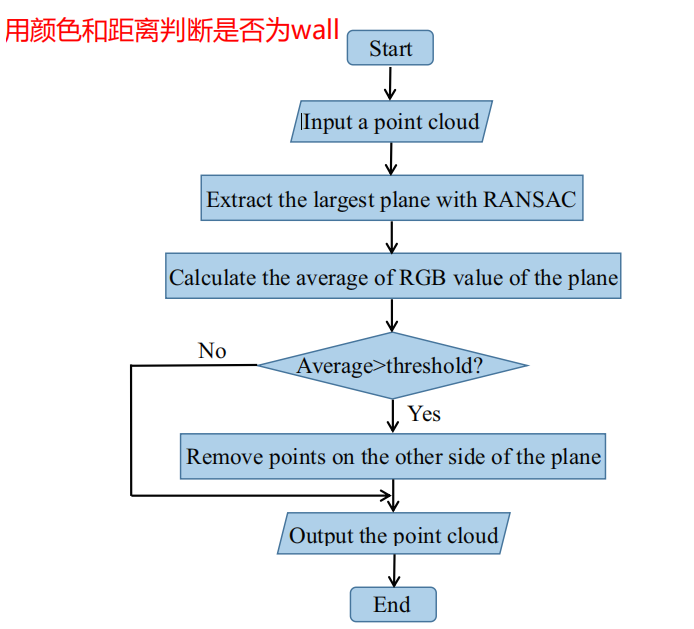 用颜色和距离判断是否为wall
Start
Input a point cloud
Extract the largest plane with RANSAC
Calculate the average of RGB value of the plane
No
Average>threshold?
Yes
Remove points on the other side of the plane
Output the point cloud
End